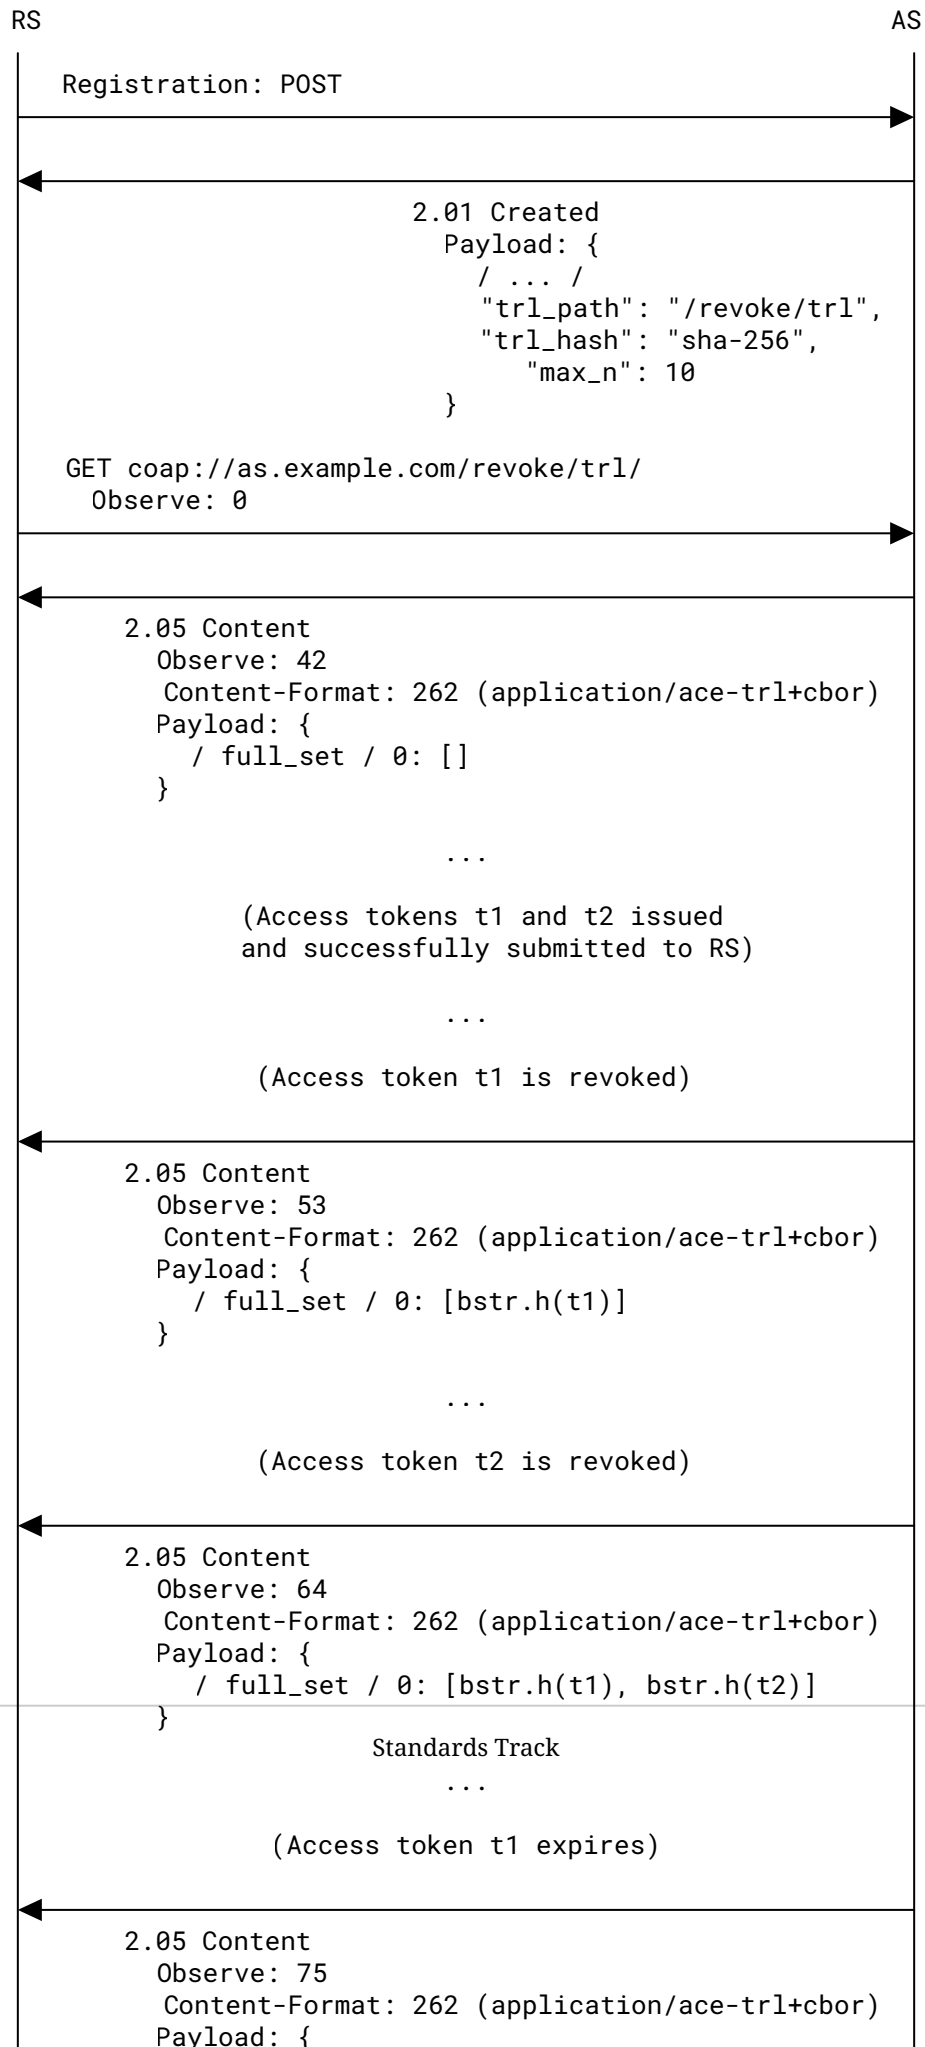 RS AS
Registration: POST
2.01 Created
Payload: {
/ ... /
"trl_path": "/revoke/trl",
"trl_hash": "sha-256",
"max_n": 10
}
GET coap://as.example.com/revoke/trl/
Observe: 0
2.05 Content
Observe: 42
Content-Format: 262 (application/ace-trl+cbor)
Payload: {
/ full_set / 0: []
}
...
(Access tokens t1 and t2 issued
and successfully submitted to RS)
...
(Access token t1 is revoked)
2.05 Content
Observe: 53
Content-Format: 262 (application/ace-trl+cbor)
Payload: {
/ full_set / 0: [bstr.h(t1)]
}
...
(Access token t2 is revoked)
2.05 Content
Observe: 64
Content-Format: 262 (application/ace-trl+cbor)
Payload: {
/ full_set / 0: [bstr.h(t1), bstr.h(t2)]
}
Standards Track
...
(Access token t1 expires)
2.05 Content
Observe: 75
Content-Format: 262 (application/ace-trl+cbor)
Payload: {